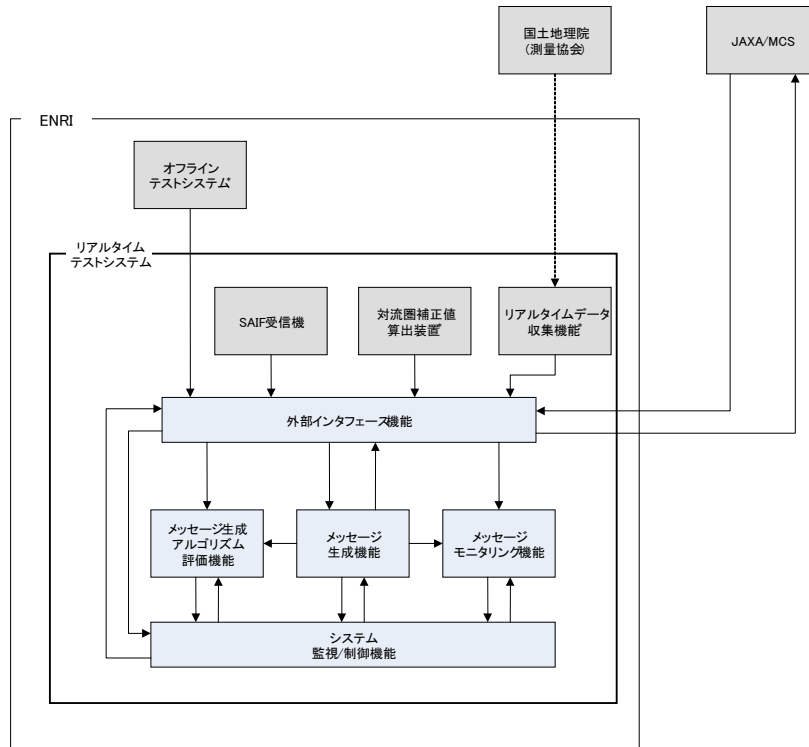 国土地理院
(測量協会)
JAXA/MCS
ENRI
オフライン
テストシステム*
リアルタイム
テストシステム
SAIF受信機
対流圏補正値
算出装置*
リアルタイムデータ
収集機能*
外部インタフェース機能
メッセージ生成
アルゴリズム
評価機能
メッセージ
生成機能
メッセージ
モニタリング機能
システム
監視/制御機能